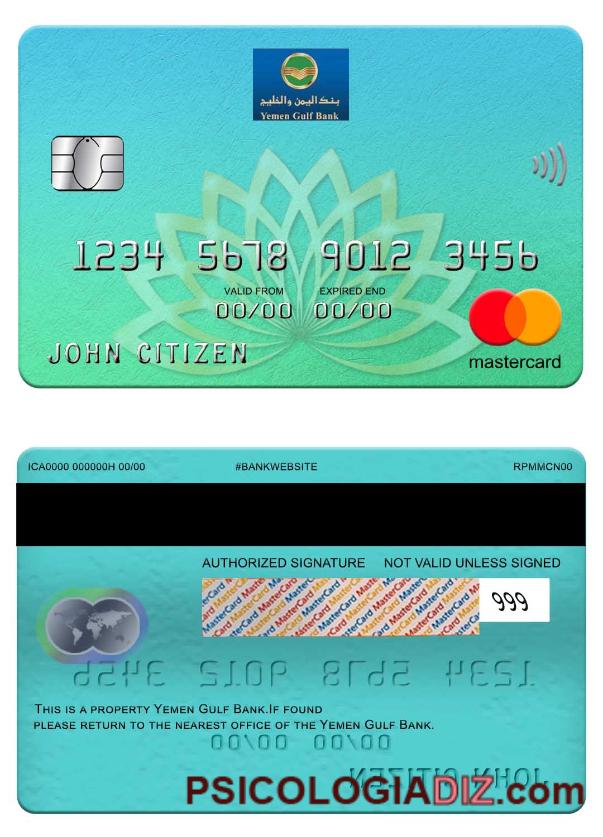 بنك اليمن والخليج
Yemen Gulf Bank
1234 5678 9012 3456
VALID FROM EXPIRED END
00/00 00/00
JOHN CITIZEN
mastercard
ICA0000 000000H 00/00 #BANKWEBSITE RPMMCN00
AUTHORIZED SIGNATURE NOT VALID UNLESS SIGNED
MasterCard MasterCard MasterCard
999
1234 5678 9012 3456
THIS IS A PROPERTY YEMEN GULF BANK.IF FOUND
PLEASE RETURN TO THE NEAREST OFFICE OF THE YEMEN GULF BANK.
00/00 00/00
JOHN CITIZEN
PSICOLOGIADIZ.com